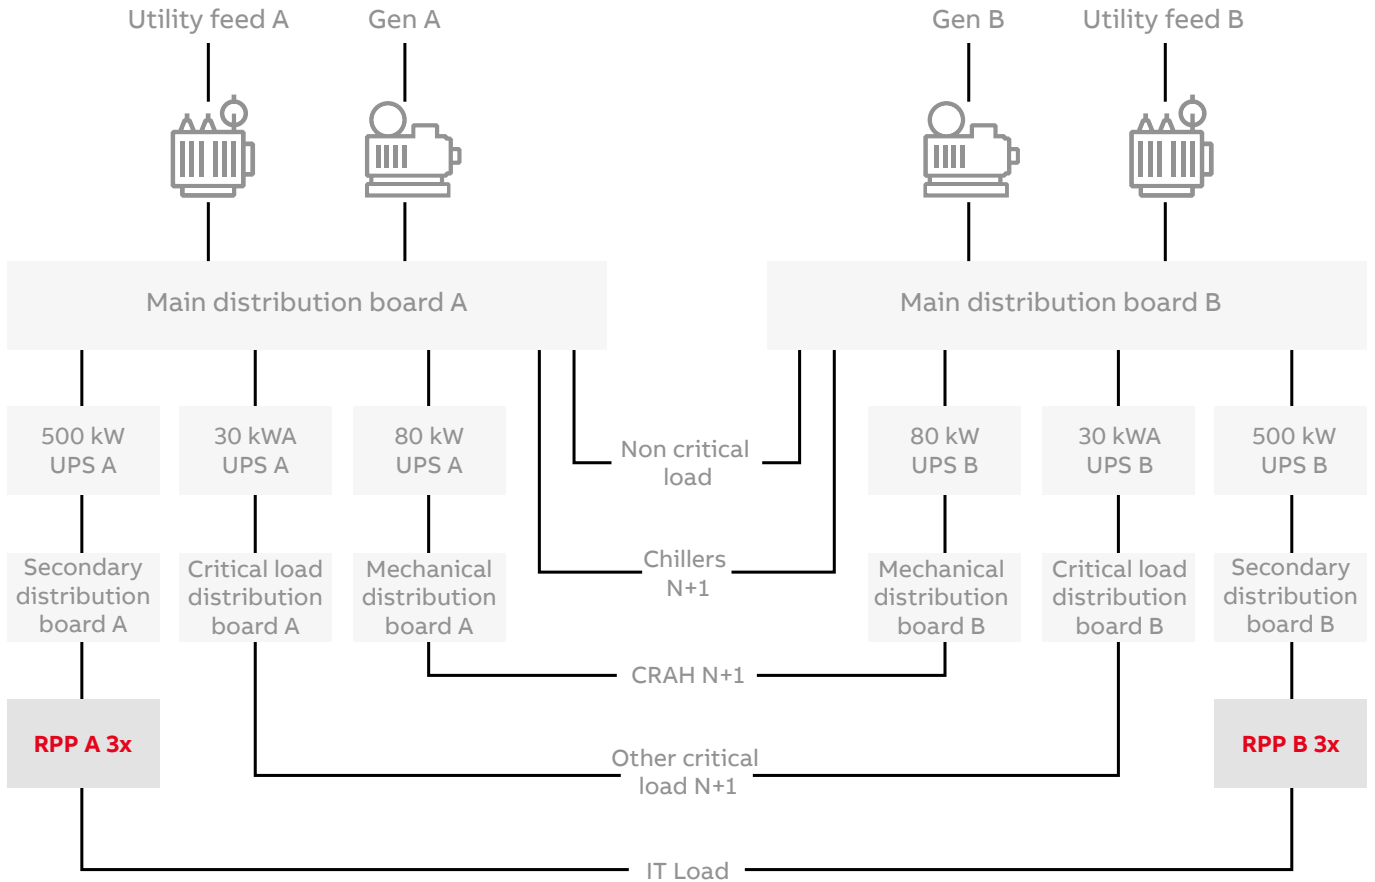 Utility feed A
Gen A
Gen B
Utility feed B
Main distribution board A
Main distribution board B
500 kW
UPS A
30 kWA
UPS A
80 kW
UPS A
Non critical
load
80 kW
UPS B
30 kWA
UPS B
500 kW
UPS B
Secondary
distribution
board A
Critical load
distribution
board A
Mechanical
distribution
board A
Chillers
N+1
Mechanical
distribution
board B
Critical load
distribution
board B
Secondary
distribution
board B
CRAH N+1
RPP A 3x
RPP B 3x
Other critical
load N+1
IT Load